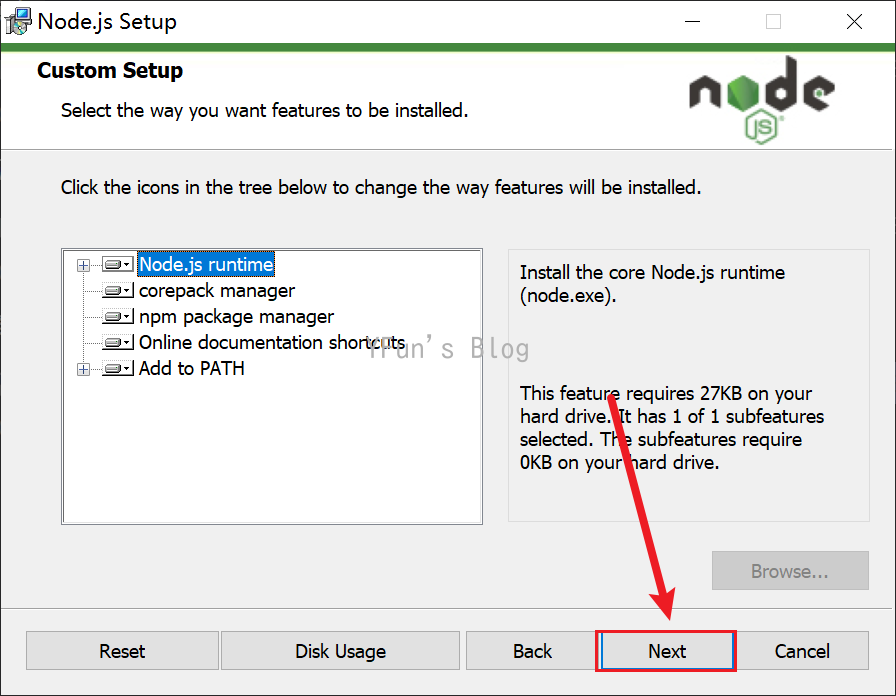 Node.js Setup
Custom Setup
Select the way you want features to be installed.
node
JS
Click the icons in the tree below to change the way features will be installed.
Node.js runtime
corepack manager
npm package manager
Online documentation shortcuts
Add to PATH
YFun's Blog
Install the core Node.js runtime
(node.exe).
This feature requires 27KB on your
hard drive. It has 1 of 1 subfeatures
selected. The subfeatures require
0KB on your hard drive.
Browse...
Reset
Disk Usage
Back
Next
Cancel